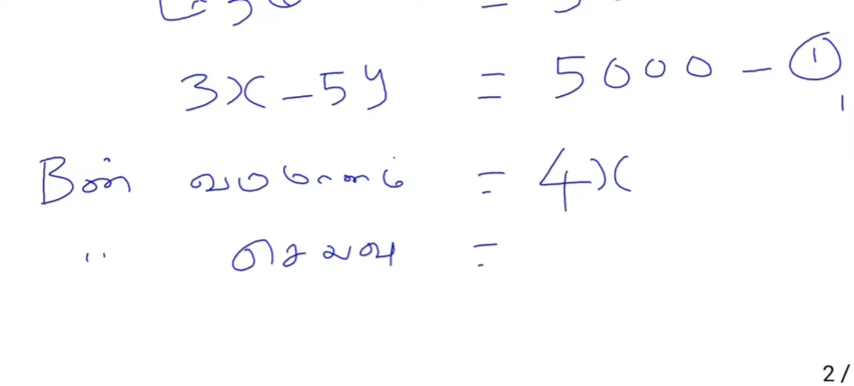 3x - 5y = 5000 - ①
Bன் வருமானம் = 4x
" செலவு =
2/